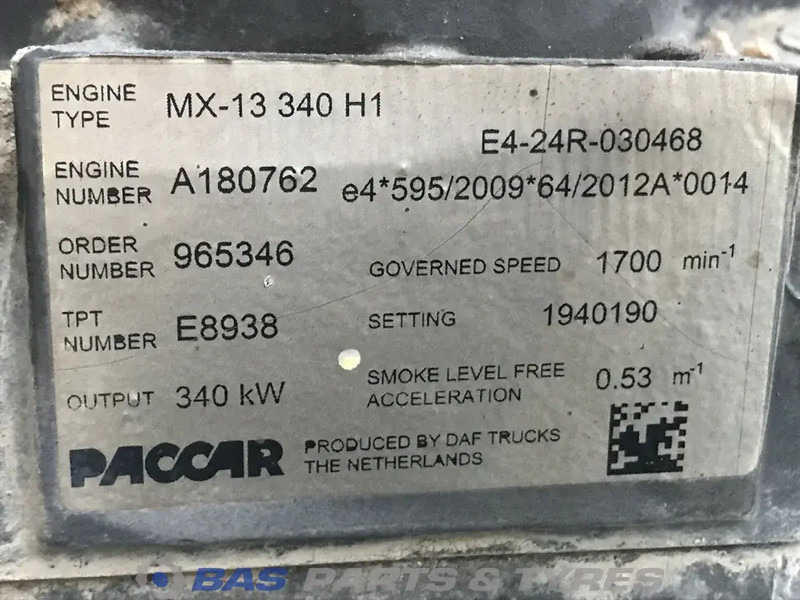 ENGINE TYPE MX-13 340 H1
E4-24R-030468
ENGINE NUMBER A180762 e4*595/2009*64/2012A*0014
ORDER NUMBER 965346 GOVERNED SPEED 1700 min-1
TPT NUMBER E8938 SETTING 1940190
OUTPUT 340 kW SMOKE LEVEL FREE ACCELERATION 0.53 m-1
PACCAR PRODUCED BY DAF TRUCKS
THE NETHERLANDS
BAS PARTS & TYRES